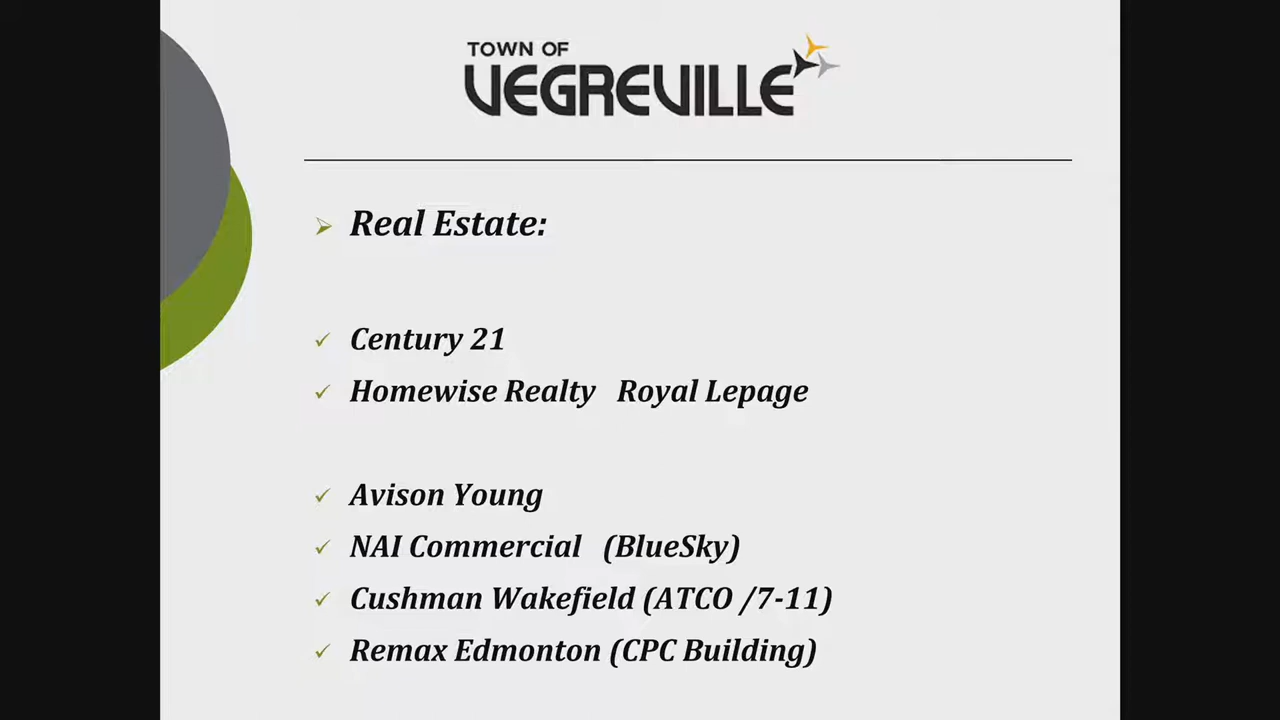 TOWN OF
VEGREVILLE
Real Estate:
Century 21
Homewise Realty Royal Lepage
Avison Young
NAI Commercial (BlueSky)
Cushman Wakefield (ATCO /7-11)
Remax Edmonton (CPC Building)